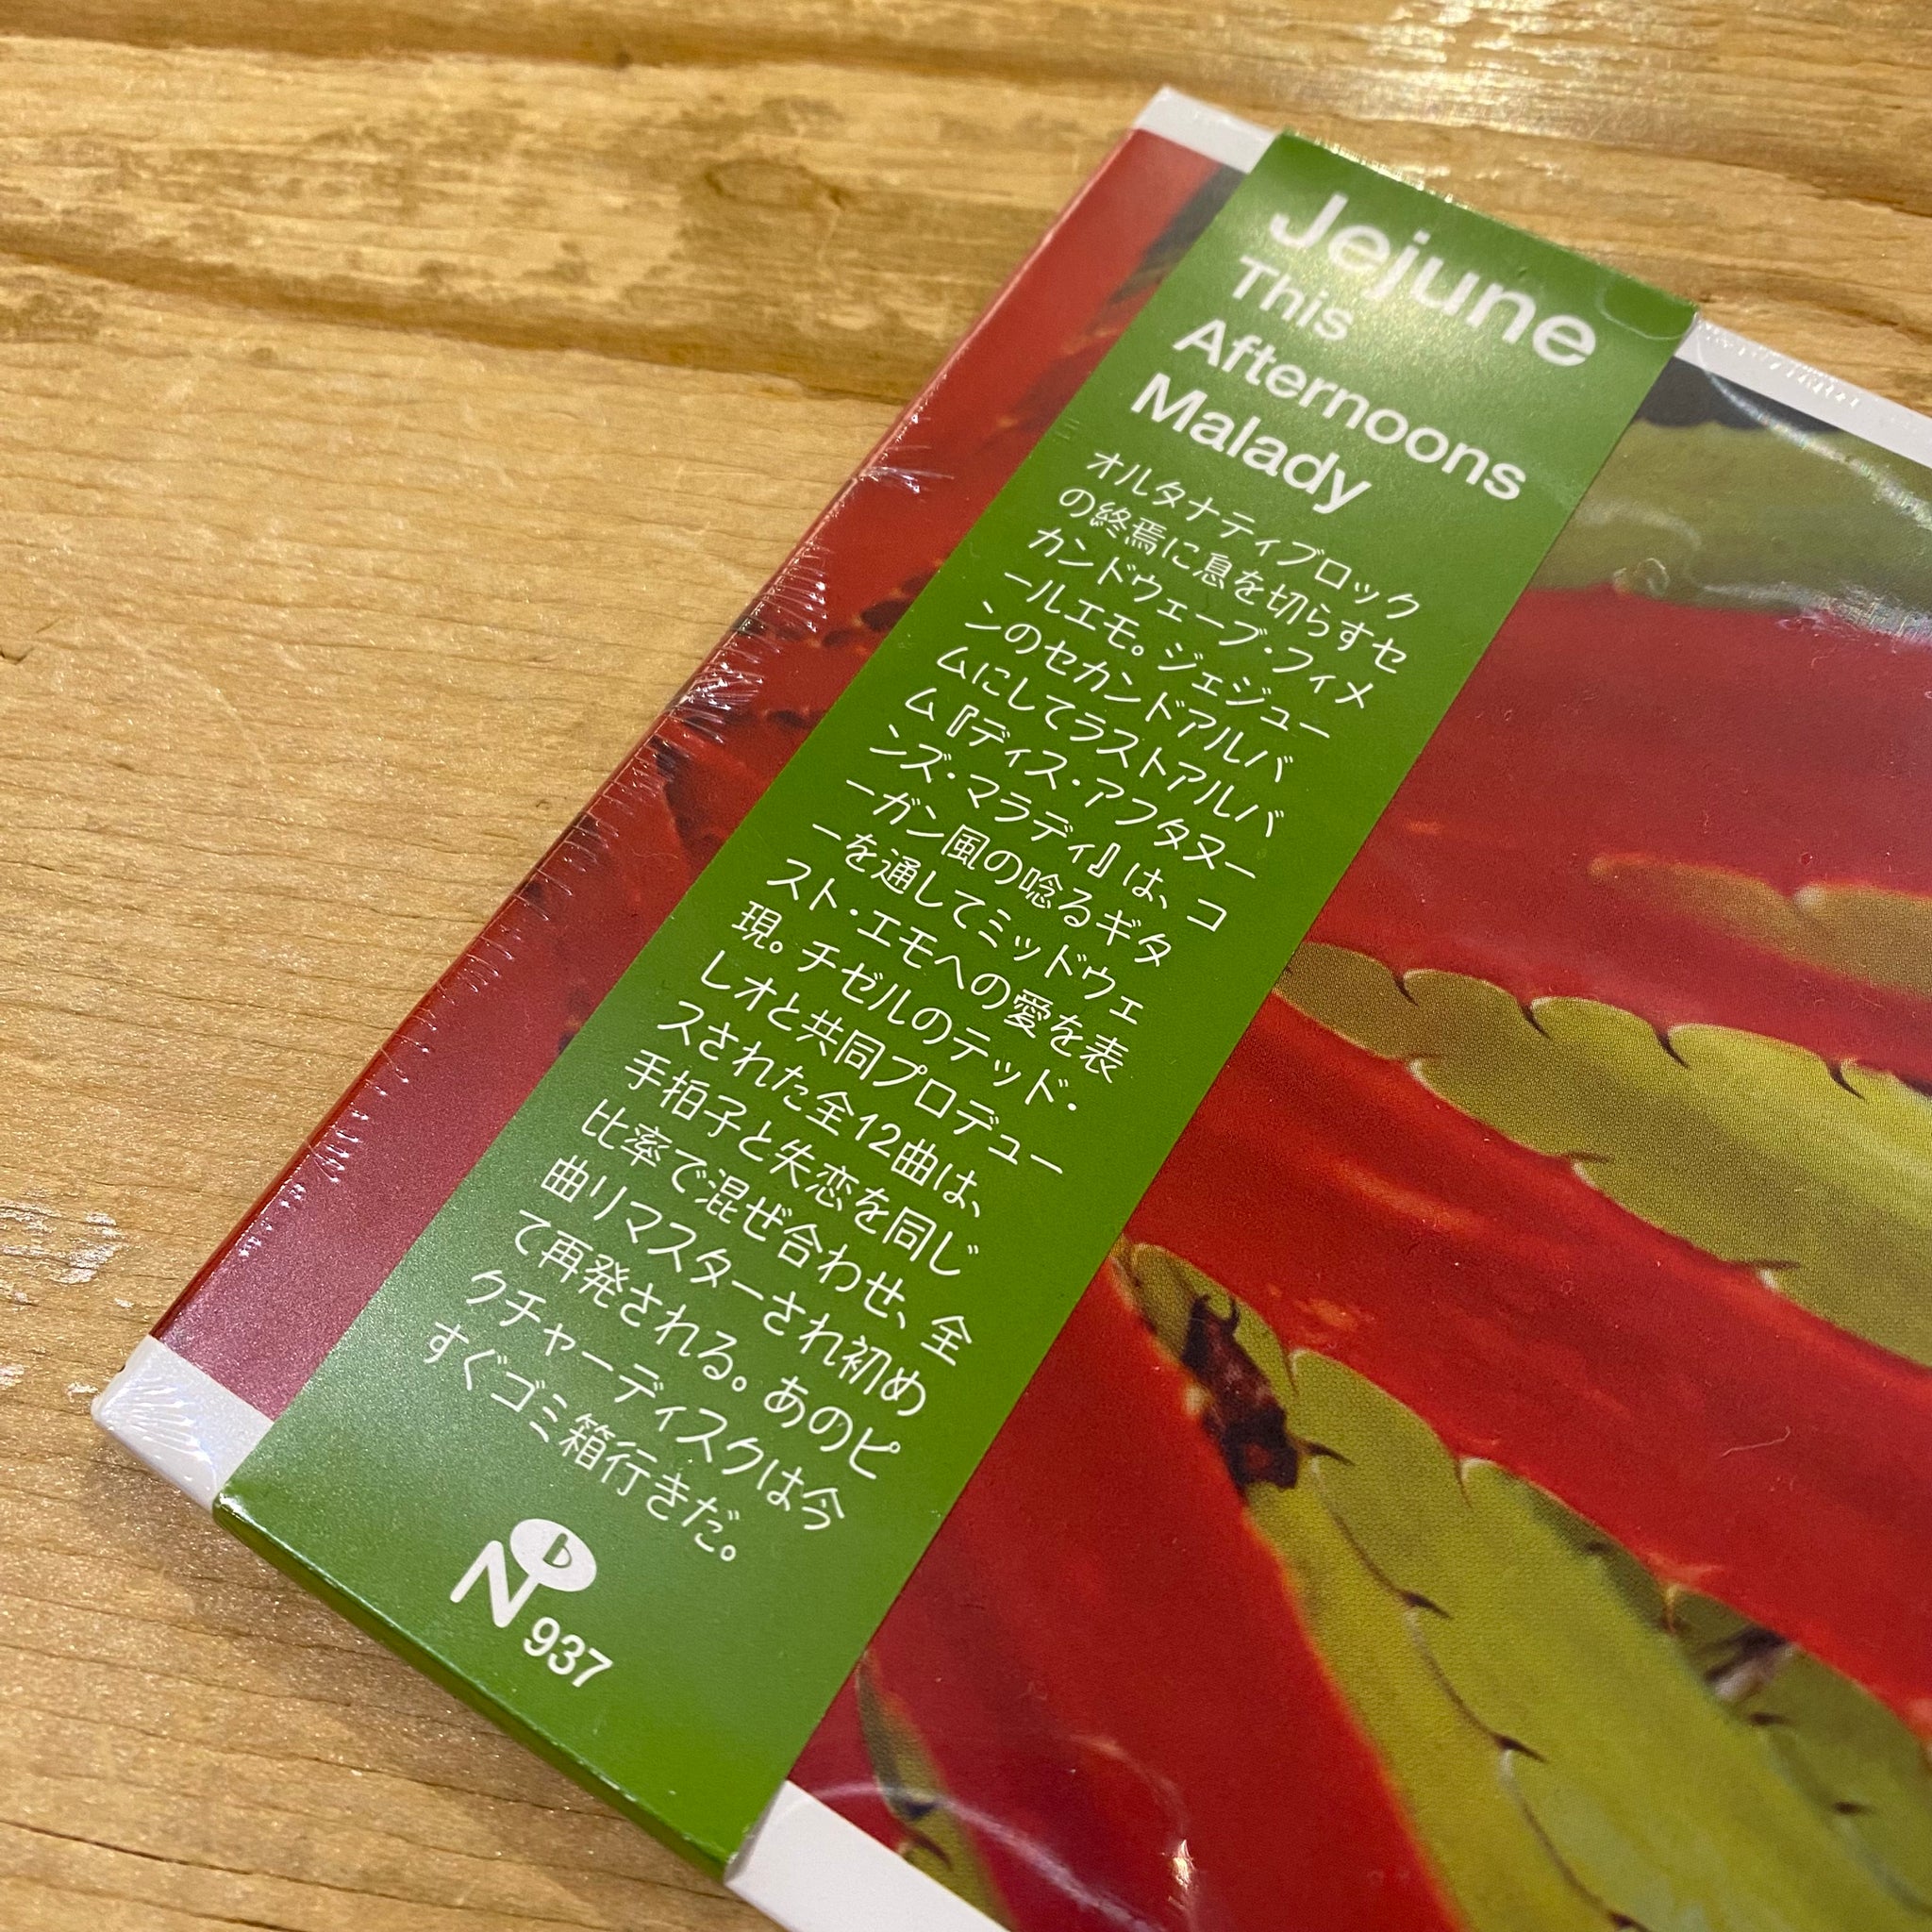 Jejune
This
Afternoons
Malady
オルタナティブロック
の終焉に息を切らすセ
カンドウェーブ・フィメ
ールエモ。ジェジュー
ンのセカンドアルバ
ムにしてラストアルバ
ム『ディス・アフタヌー
ンズ・マラディ』は、コ
ーガン風の唸るギタ
ーを通してミッドウェ
スト・エモへの愛を表
現。チゼルのテッド・
レオと共同プロデュー
スされた全12曲は、
手拍子と失恋を同じ
比率で混ぜ合わせ、全
曲リマスターされ初め
て再発される。あのピ
クチャーディスクは今
すぐゴミ箱行きだ。
Nb 937